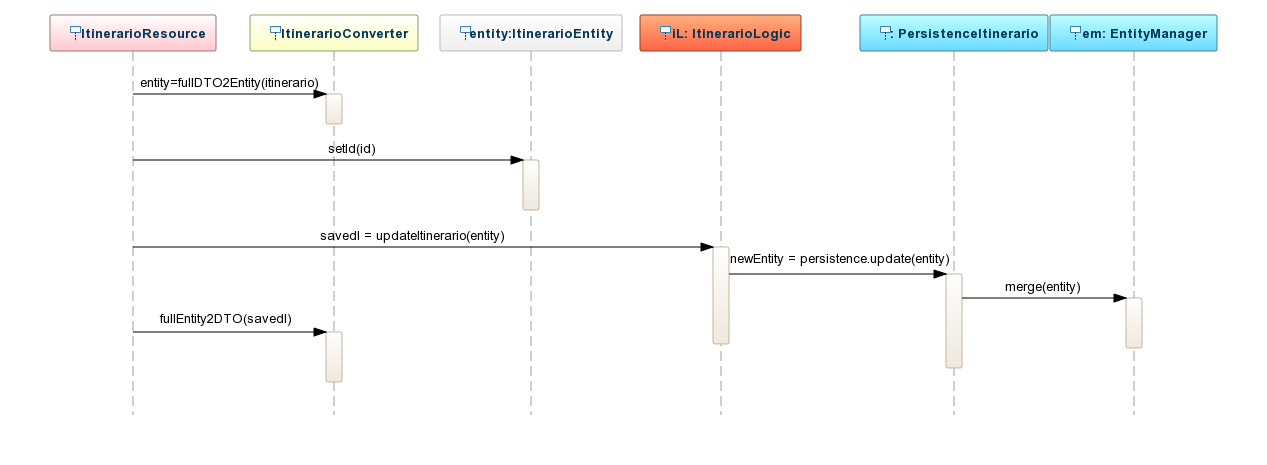 ItinerarioResource
ItinerarioConverter
entity:ItinerarioEntity
iL: ItinerarioLogic
: PersistenceItinerario
em: EntityManager
entity=fullDTO2Entity(itinerario)
setId(id)
savedI = updateItinerario(entity)
newEntity = persistence.update(entity)
merge(entity)
fullEntity2DTO(savedI)